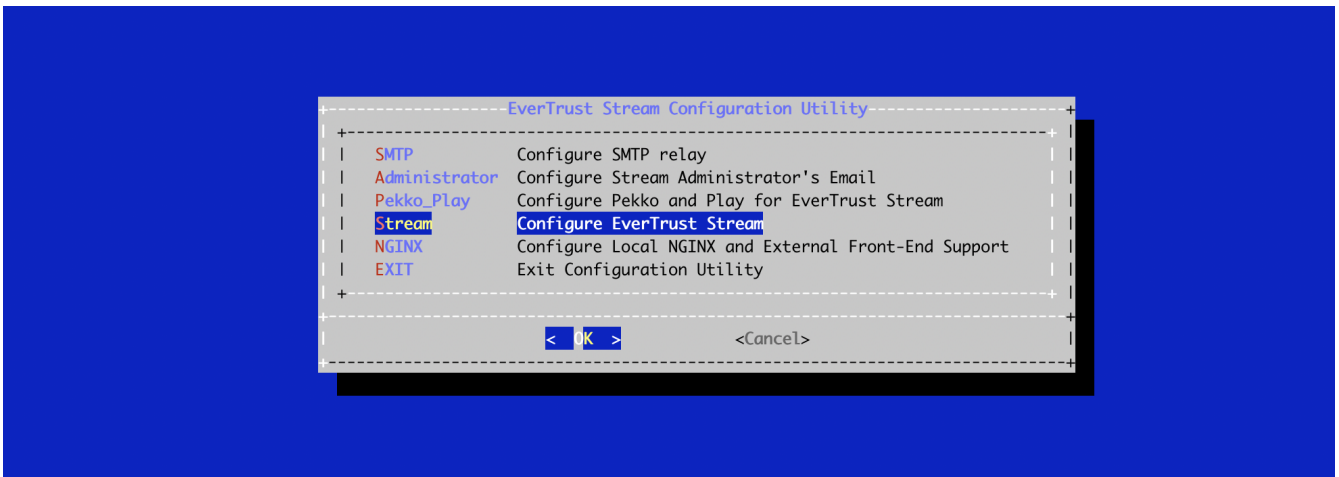 EverTrust Stream Configuration Utility
SMTP Configure SMTP relay
Administrator Configure Stream Administrator's Email
Pekko_Play Configure Pekko and Play for EverTrust Stream
Stream Configure EverTrust Stream
NGINX Configure Local NGINX and External Front-End Support
EXIT Exit Configuration Utility
< OK > <Cancel>